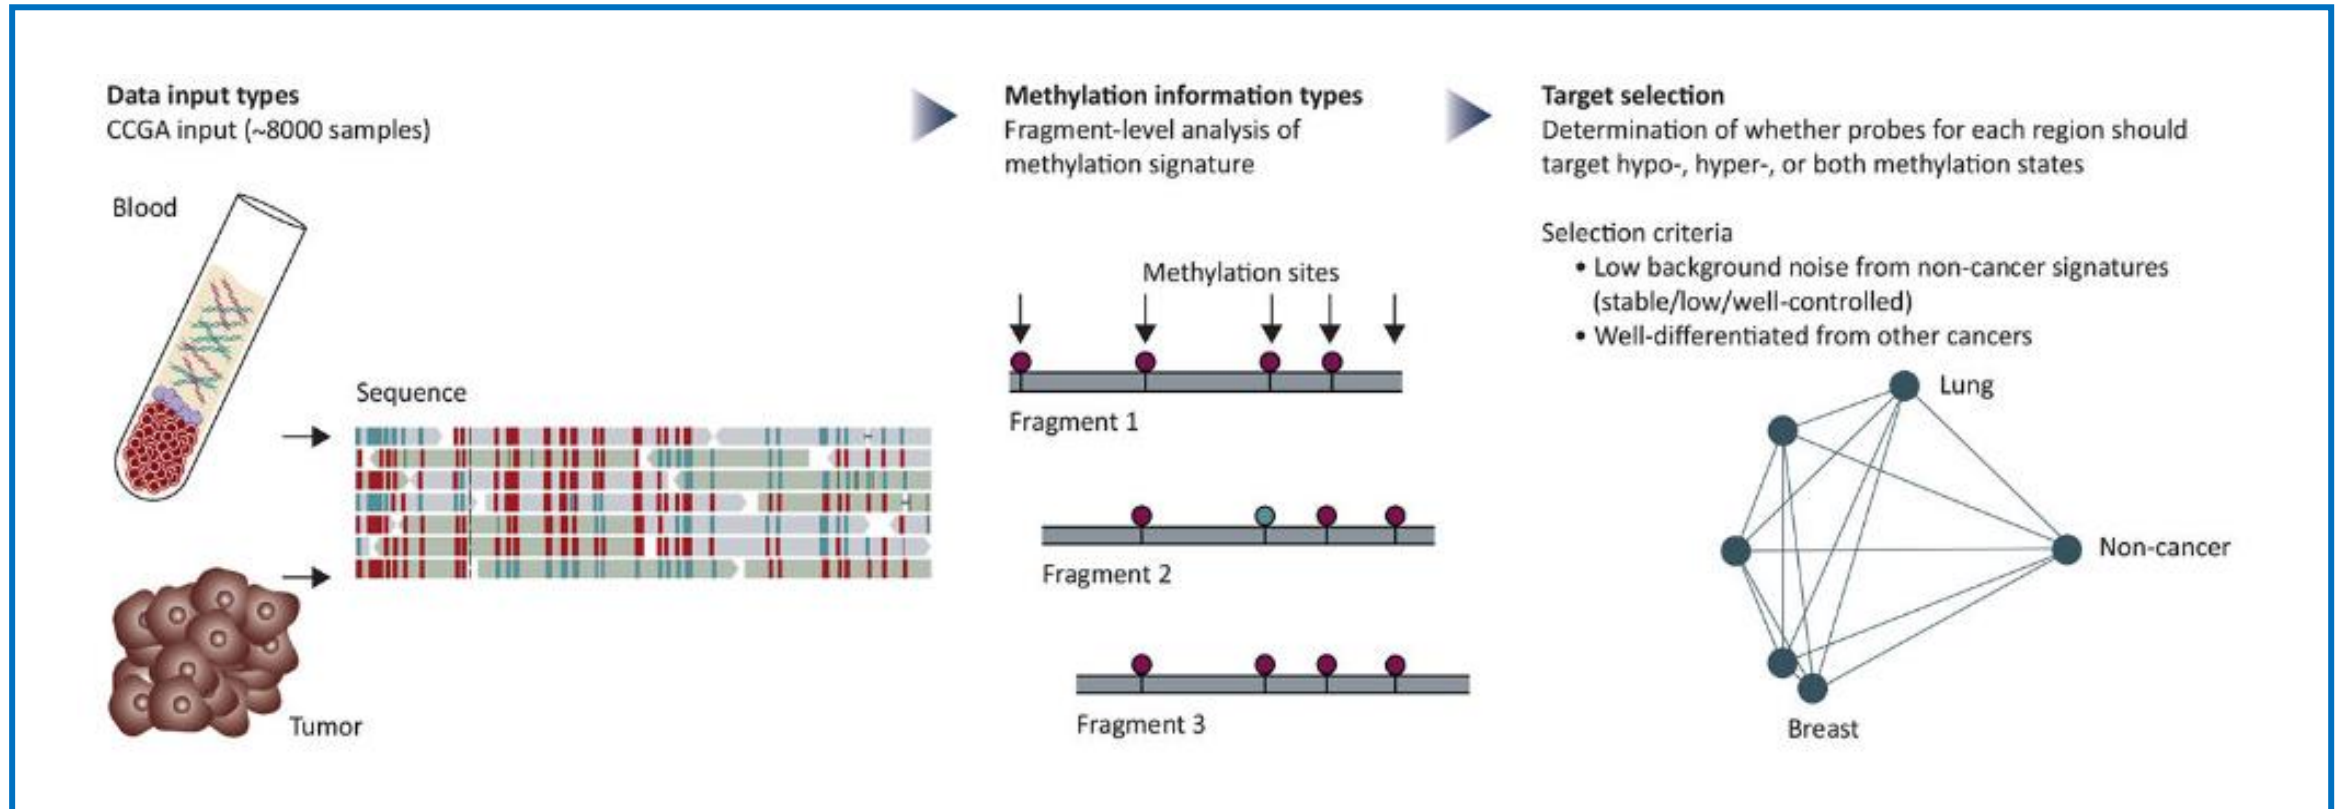 Data input types
CCGA input (~8000 samples)
Blood
Sequence
Tumor
Methylation information types
Fragment-level analysis of
methylation signature
Methylation sites
Fragment 1
Fragment 2
Fragment 3
Target selection
Determination of whether probes for each region should
target hypo-, hyper-, or both methylation states
Selection criteria
• Low background noise from non-cancer signatures
(stable/low/well-controlled)
• Well-differentiated from other cancers
Lung
Non-cancer
Breast